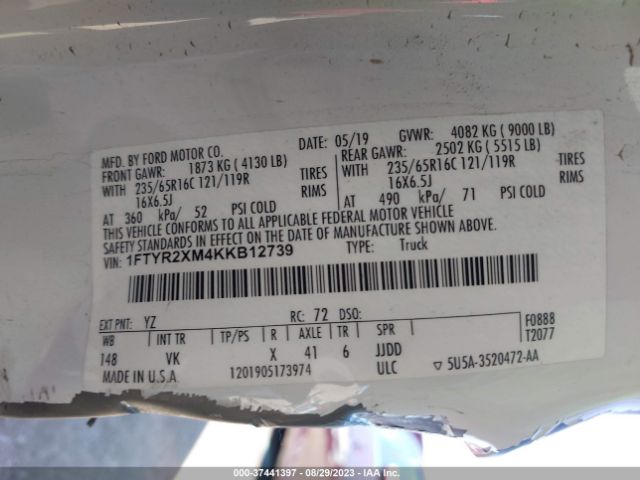 MFD. BY FORD MOTOR CO.
DATE: 05/19 GVWR: 4082 KG (9000 LB)
FRONT GAWR: 1873 KG (4130 LB)
REAR GAWR: 2502 KG (5515 LB)
WITH 235/65R16C 121/119R TIRES
WITH 235/65R16C 121/119R TIRES
16X6.5J RIMS
16X6.5J RIMS
AT 360 kPa/ 52 PSI COLD
AT 490 kPa/ 71 PSI COLD
THIS VEHICLE CONFORMS TO ALL APPLICABLE FEDERAL MOTOR VEHICLE
SAFETY STANDARDS IN EFFECT ON THE DATE OF MANUFACTURE SHOWN ABOVE.
VIN: 1FTYR2XM4KKB12739 TYPE: Truck
EXT PNT: YZ RC: 72 DSO:
F0888
WB INT TR TP/PS R AXLE TR SPR
T2077
148 VK X 41 6 JJDD
MADE IN U.S.A. 1201905173974 ULC ▽ 5U5A-3520472-AA
000-37441397 - 08/29/2023 - IAA Inc.